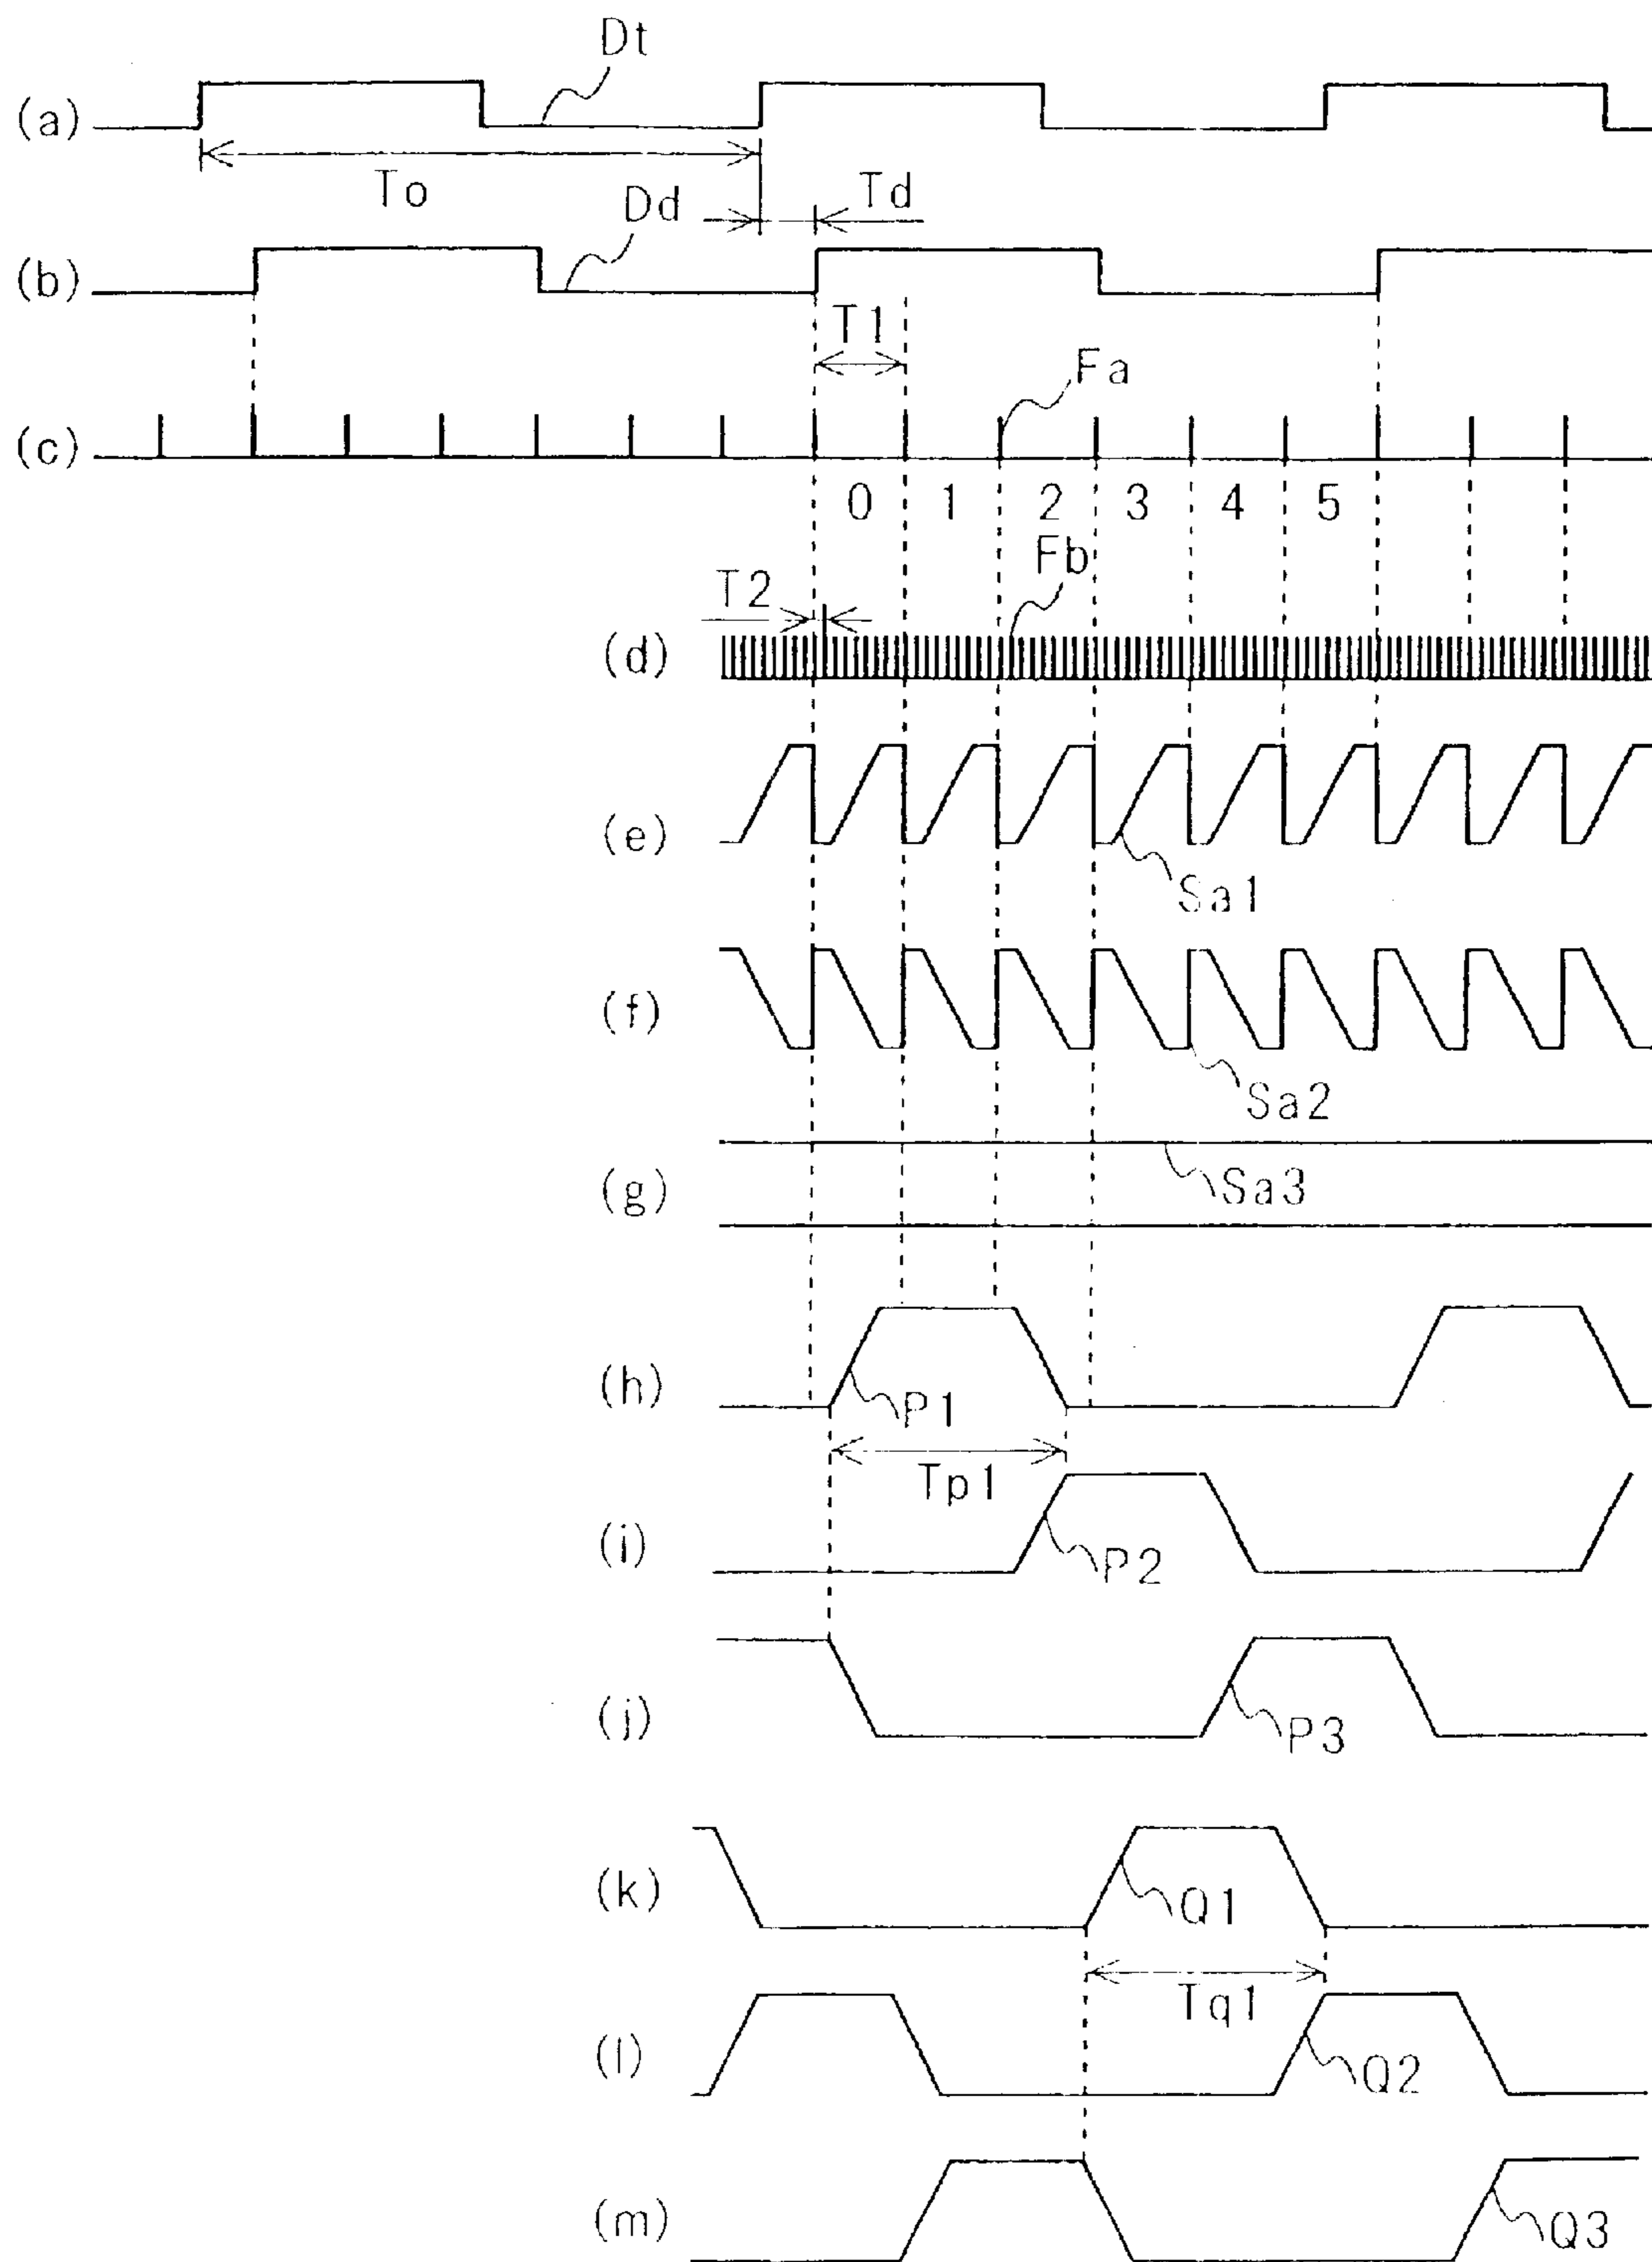 Dt
(a)
To
Td
Dd
(b)
T1
Fa
(c)
0 1 2 3 4 5
Fb
T2
(d)
(e)
Sa1
(f)
Sa2
(g)
Sa3
(h)
P1
Tp1
(i)
P2
(j)
P3
(k)
Q1
Tq1
(l)
Q2
(m)
Q3